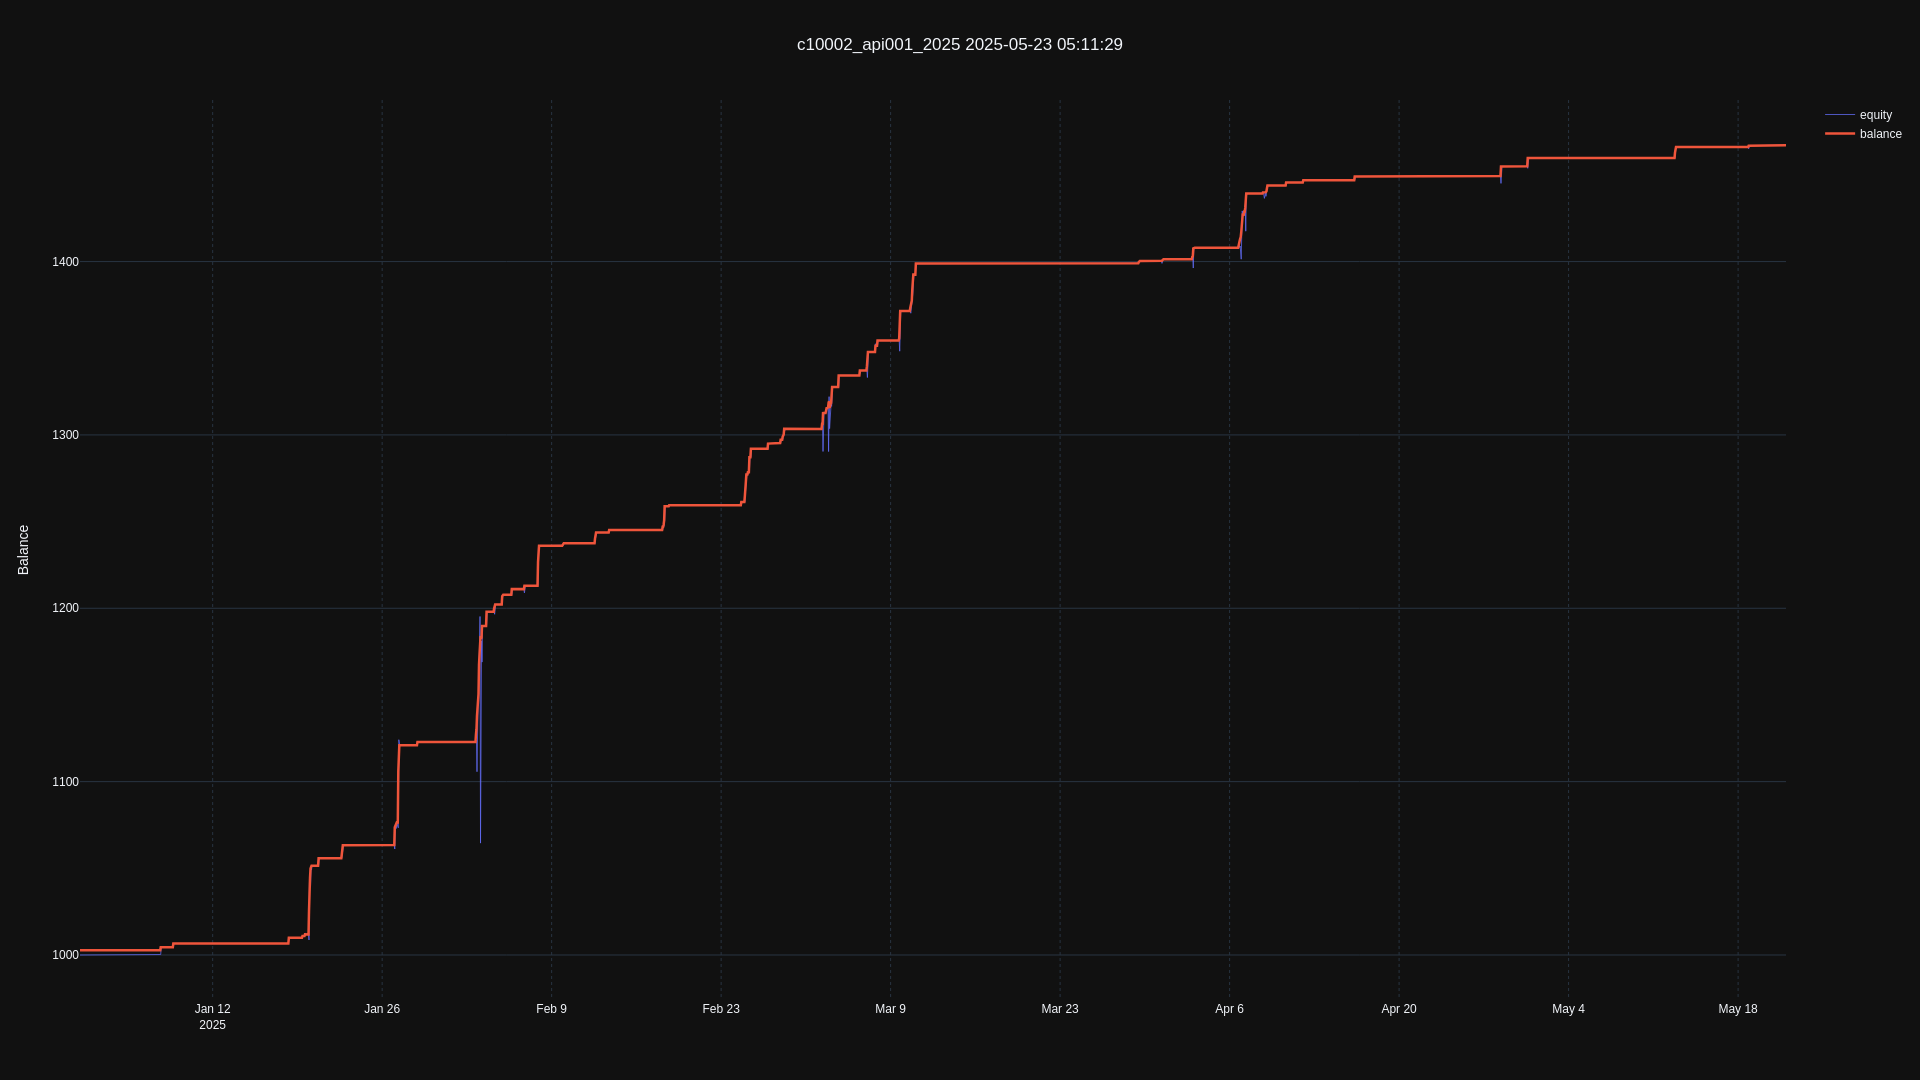 c10002_api001_2025 2025-05-23 05:11:29
equity
balance
Balance
1400
1300
1200
1100
1000
Jan 12
2025
Jan 26
Feb 9
Feb 23
Mar 9
Mar 23
Apr 6
Apr 20
May 4
May 18